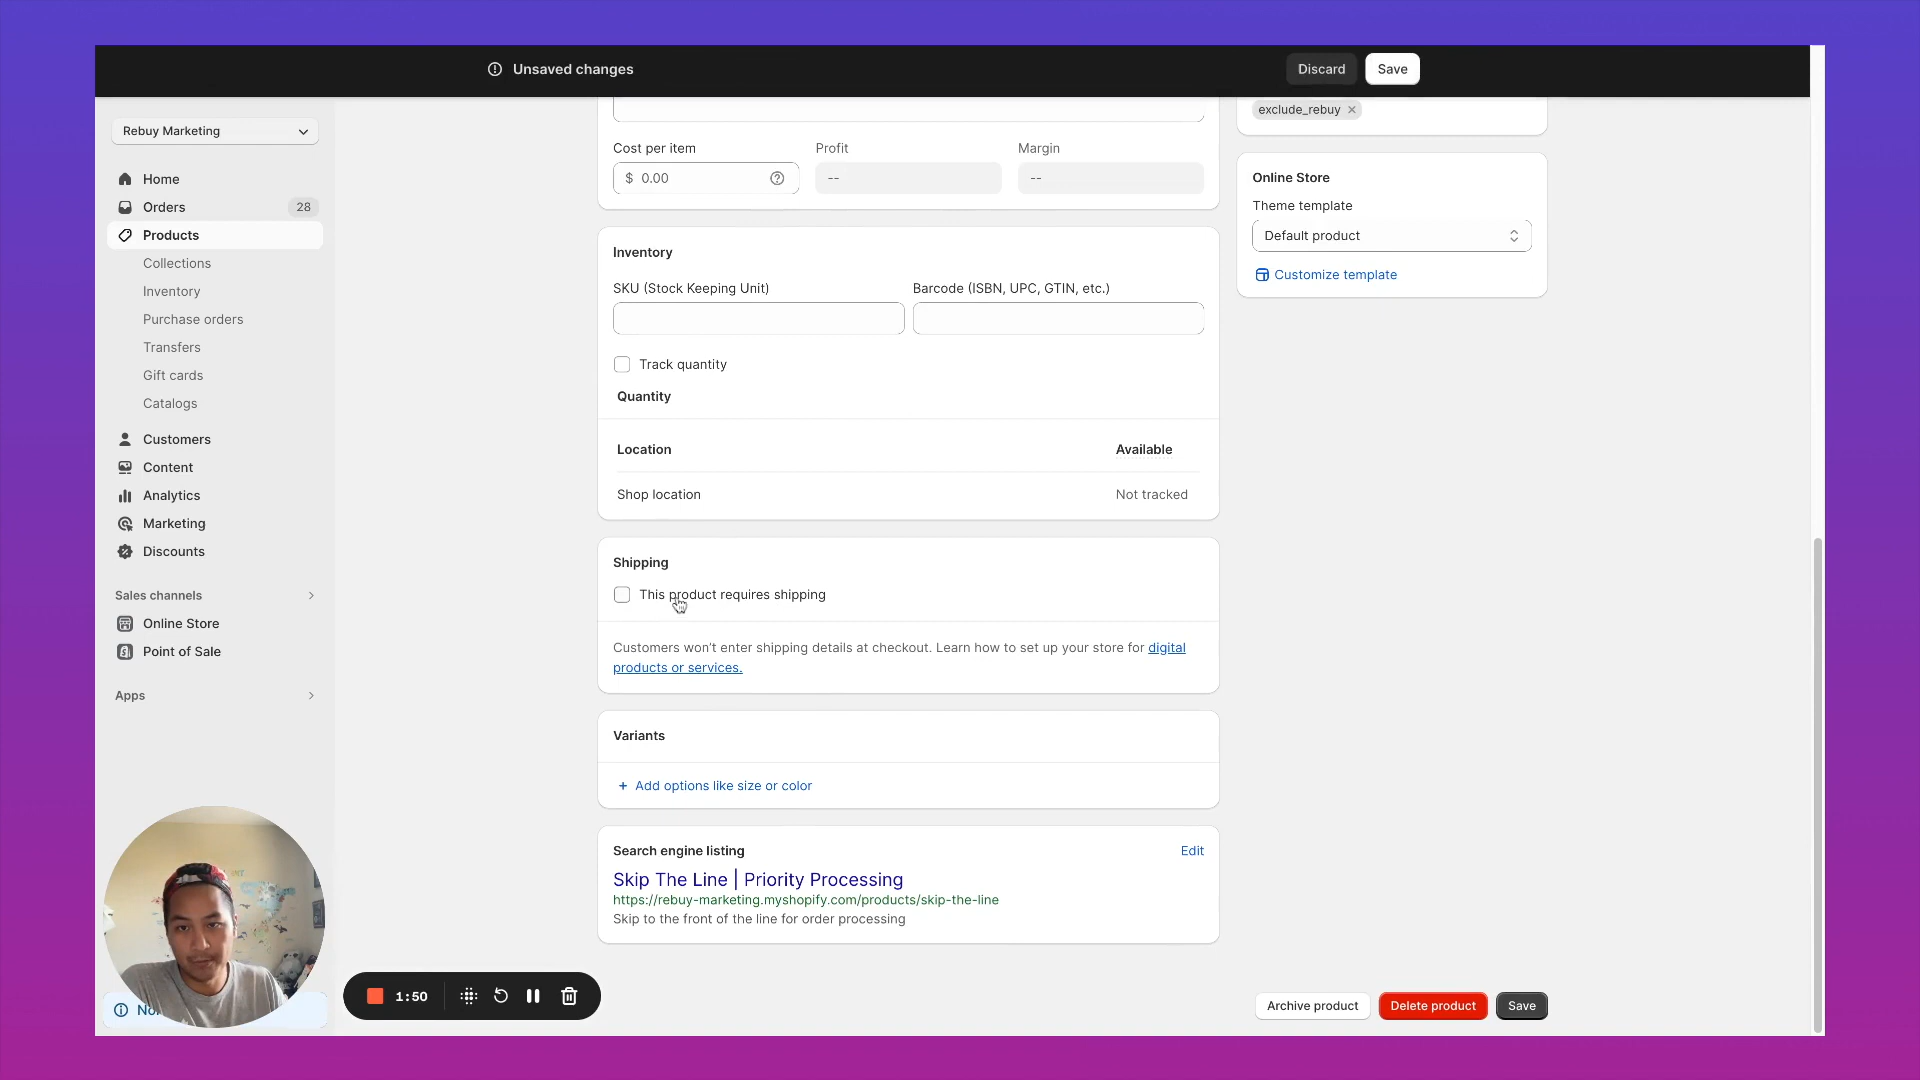 Unsaved changes
Discard
Save
Rebuy Marketing
Home
Orders
28
Products
Collections
Inventory
Purchase orders
Transfers
Gift cards
Catalogs
Customers
Content
Analytics
Marketing
Discounts
Sales channels
Online Store
Point of Sale
Apps
Cost per item
Profit
Margin
$ 0.00
--
--
Inventory
SKU (Stock Keeping Unit)
Barcode (ISBN, UPC, GTIN, etc.)
Track quantity
Quantity
Location
Available
Shop location
Not tracked
Shipping
This product requires shipping
Customers won't enter shipping details at checkout. Learn how to set up your store for digital
products or services.
Variants
+ Add options like size or color
Search engine listing
Edit
Skip The Line | Priority Processing
https://rebuy-marketing.myshopify.com/products/skip-the-line
Skip to the front of the line for order processing
exclude_rebuy
Online Store
Theme template
Default product
Customize template
1:50
Archive product
Delete product
Save